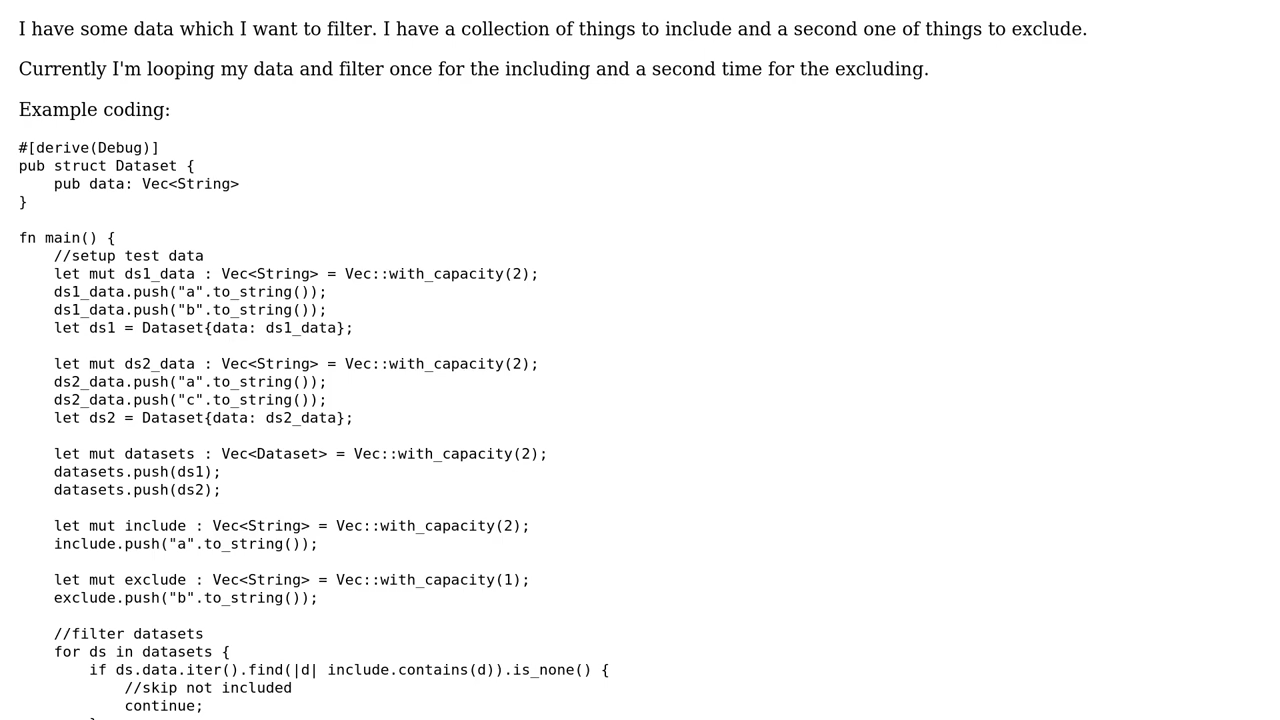 I have some data which I want to filter. I have a collection of things to include and a second one of things to exclude.
Currently I'm looping my data and filter once for the including and a second time for the excluding.
Example coding:
#[derive(Debug)]
pub struct Dataset {
    pub data: Vec<String>
}
fn main() {
    //setup test data
    let mut ds1_data : Vec<String> = Vec::with_capacity(2);
    ds1_data.push("a".to_string());
    ds1_data.push("b".to_string());
    let ds1 = Dataset{data: ds1_data};
    let mut ds2_data : Vec<String> = Vec::with_capacity(2);
    ds2_data.push("a".to_string());
    ds2_data.push("c".to_string());
    let ds2 = Dataset{data: ds2_data};
    let mut datasets : Vec<Dataset> = Vec::with_capacity(2);
    datasets.push(ds1);
    datasets.push(ds2);
    let mut include : Vec<String> = Vec::with_capacity(2);
    include.push("a".to_string());
    let mut exclude : Vec<String> = Vec::with_capacity(1);
    exclude.push("b".to_string());
    //filter datasets
    for ds in datasets {
        if ds.data.iter().find(|d| include.contains(d)).is_none() {
            //skip not included
            continue;